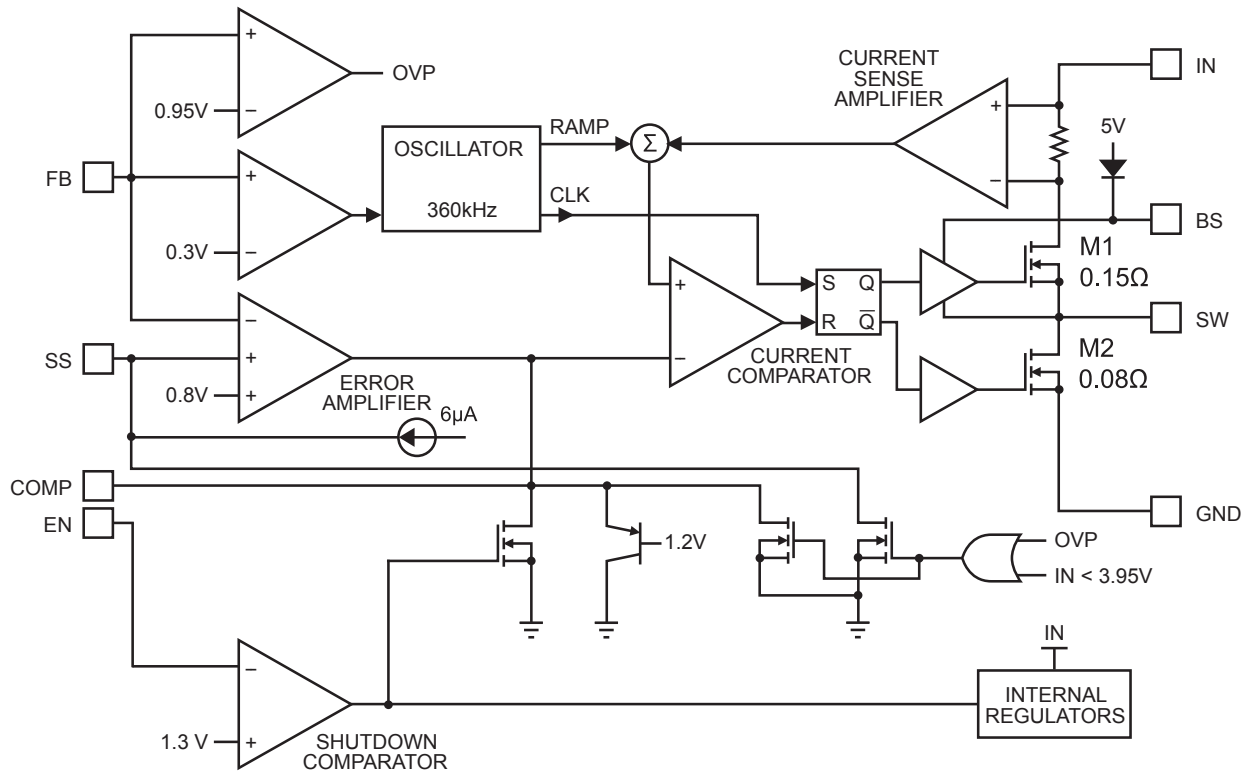 +
OVP
0.95V
−
CURRENT
SENSE
AMPLIFIER
IN
+
5V
RAMP
Σ
OSCILLATOR
FB
+
−
CLK
360kHz
BS
0.3V
−
M1
0.15Ω
+
S
Q
−
R
Q̅
SW
SS
+
CURRENT
COMPARATOR
−
M2
0.08Ω
0.8V
+
ERROR
AMPLIFIER
6µA
COMP
EN
GND
1.2V
OVP
IN < 3.95V
−
IN
INTERNAL
REGULATORS
1.3 V
+
SHUTDOWN
COMPARATOR